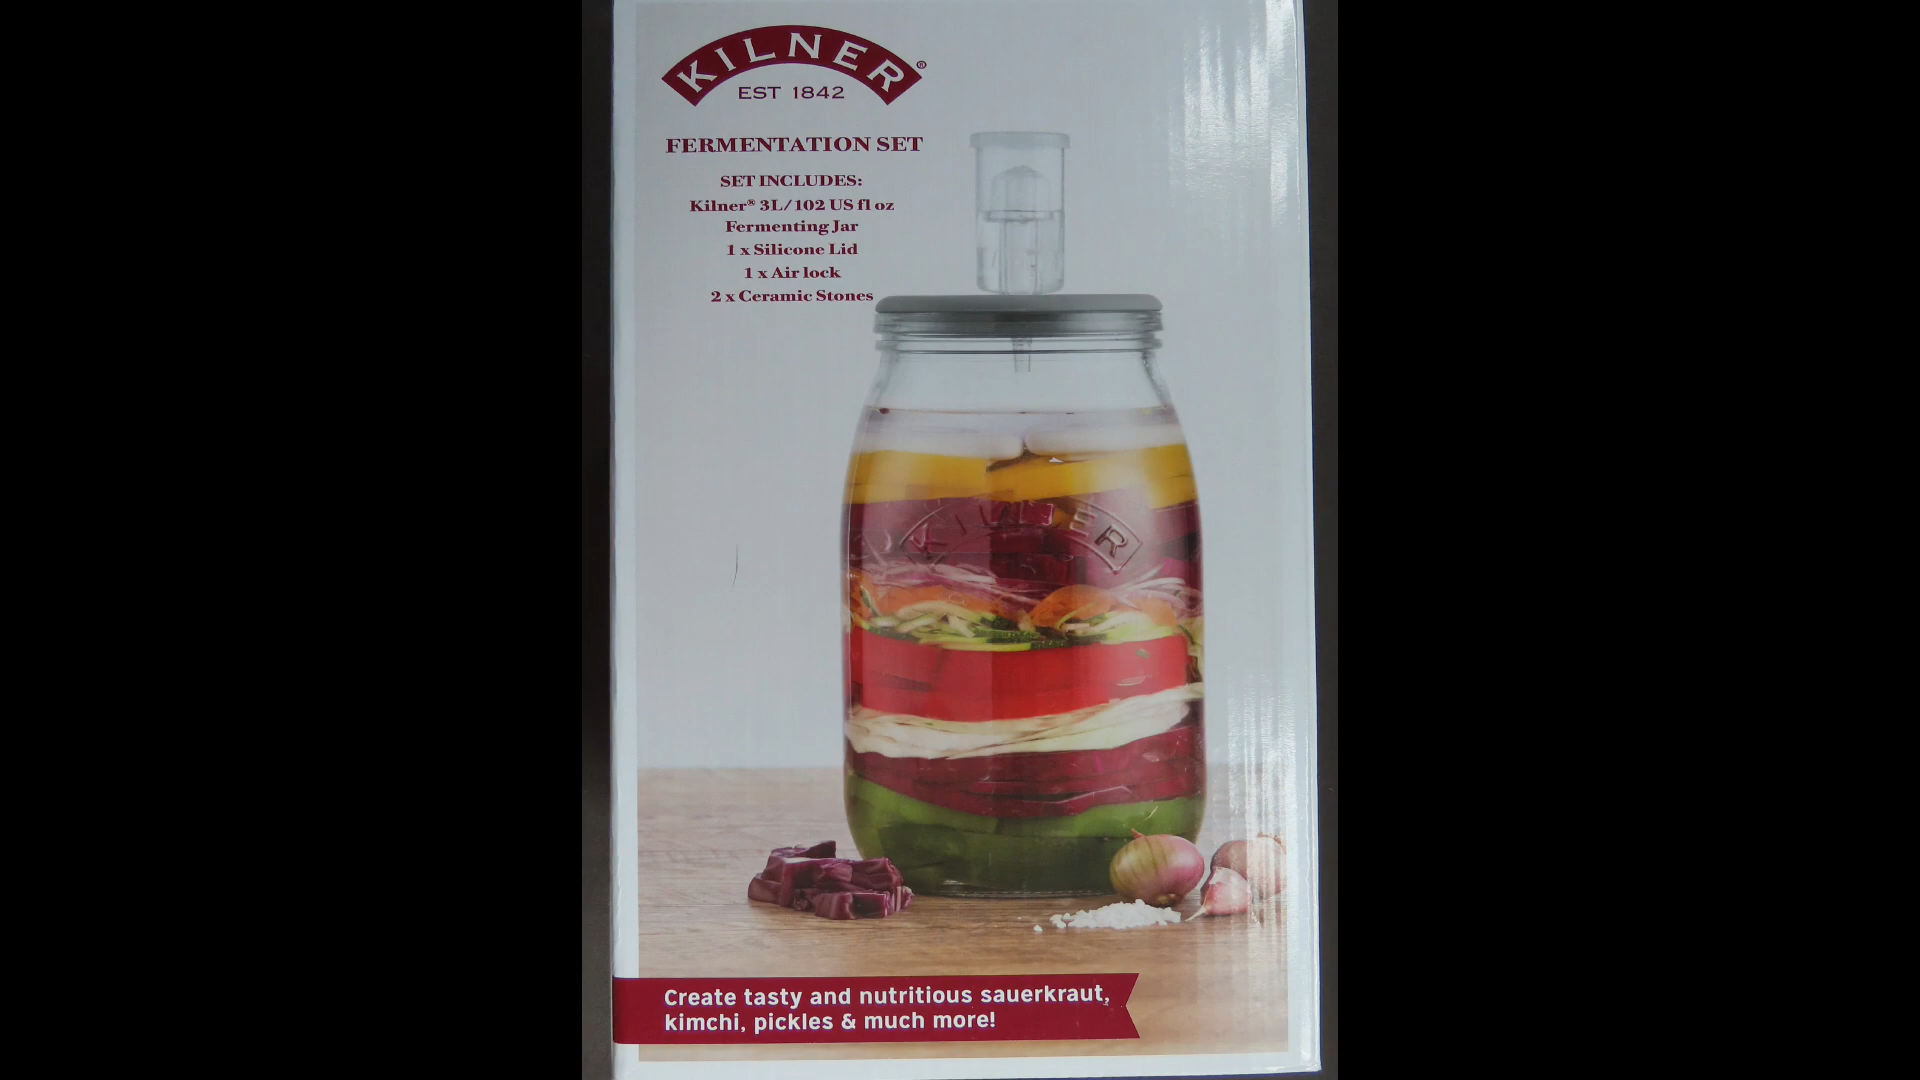 KILNER®
EST 1842
FERMENTATION SET
SET INCLUDES:
Kilner® 3L/102 US fl oz
Fermenting Jar
1 x Silicone Lid
1 x Air lock
2 x Ceramic Stones
KILNER
Create tasty and nutritious sauerkraut,
kimchi, pickles & much more!